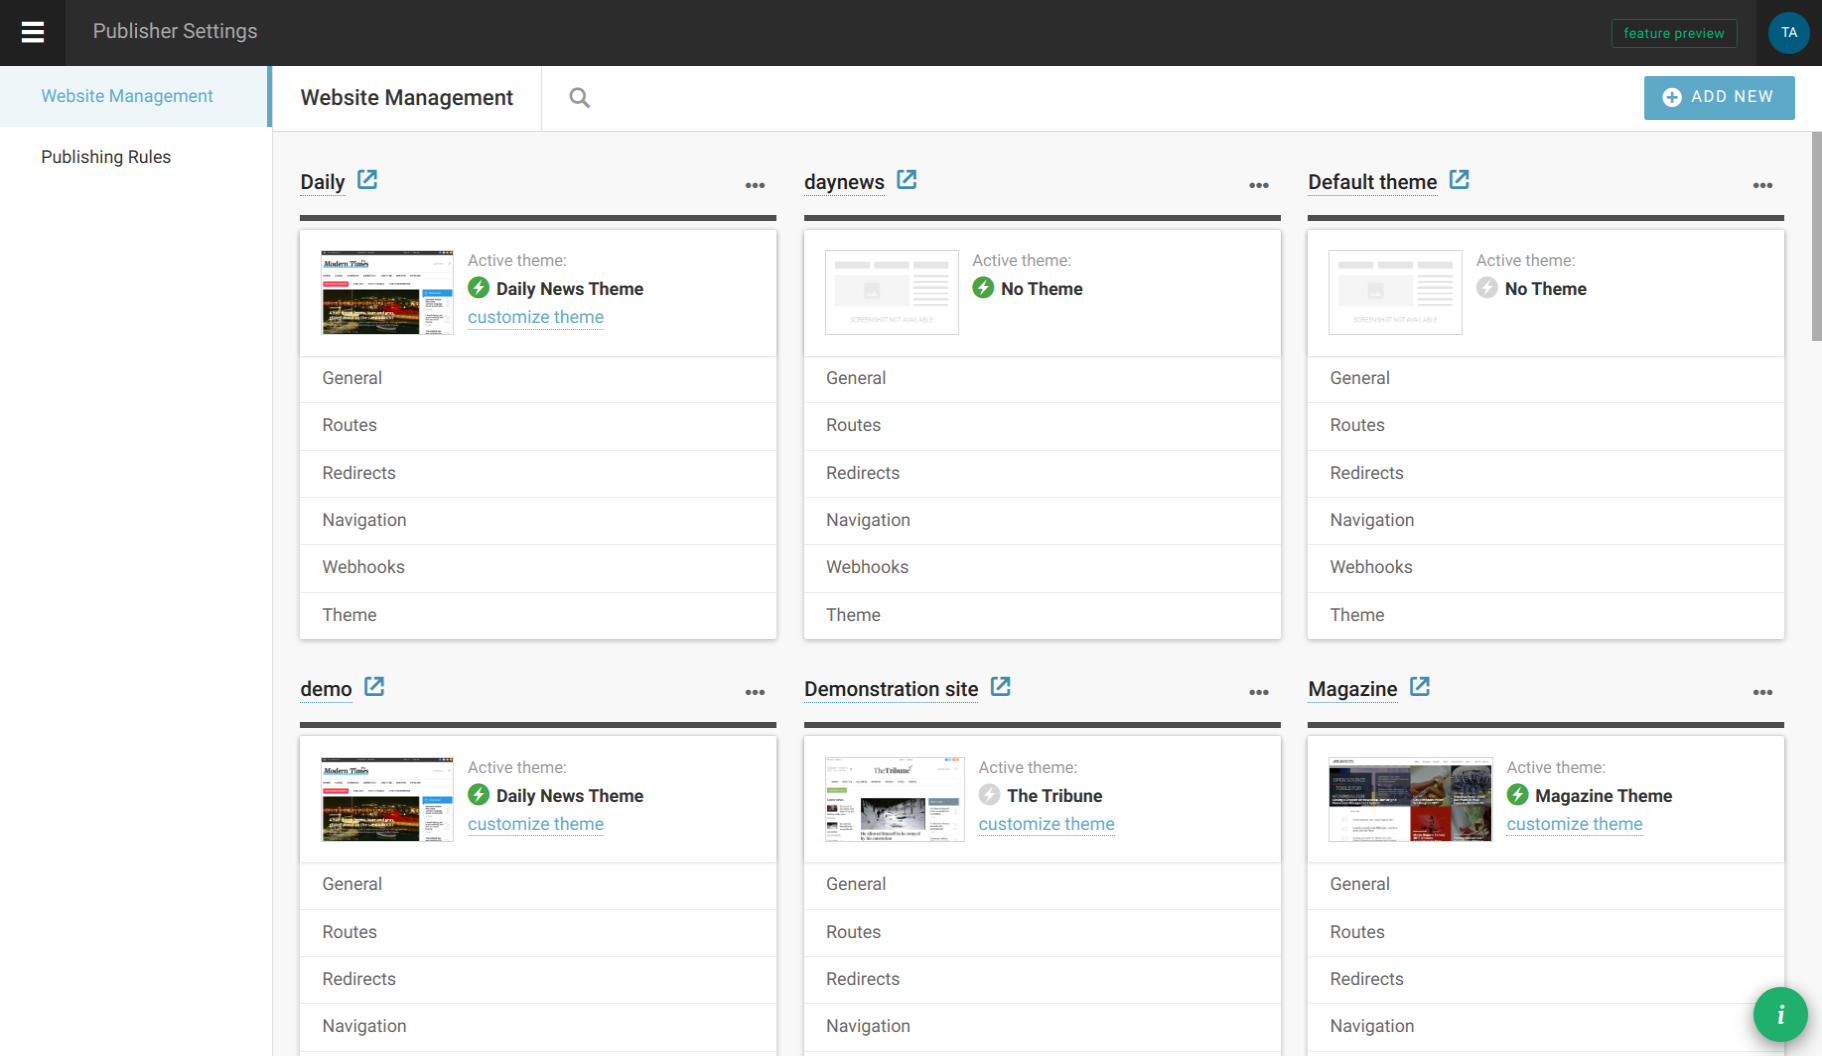 Publisher Settings
feature preview
TA
Website Management
Publishing Rules
Website Management
ADD NEW
Daily
daynews
Default theme
Modern Times
Active theme:
Daily News Theme
customize theme
SCREENSHOT NOT AVAILABLE
Active theme:
No Theme
SCREENSHOT NOT AVAILABLE
Active theme:
No Theme
General
Routes
Redirects
Navigation
Webhooks
Theme
General
Routes
Redirects
Navigation
Webhooks
Theme
General
Routes
Redirects
Navigation
Webhooks
Theme
demo
Demonstration site
Magazine
Modern Times
Active theme:
Daily News Theme
customize theme
TheTribune
Active theme:
The Tribune
customize theme
OPEN SOURCE
TOOLS FOR
Active theme:
Magazine Theme
customize theme
General
Routes
Redirects
Navigation
General
Routes
Redirects
Navigation
General
Routes
Redirects
Navigation
i